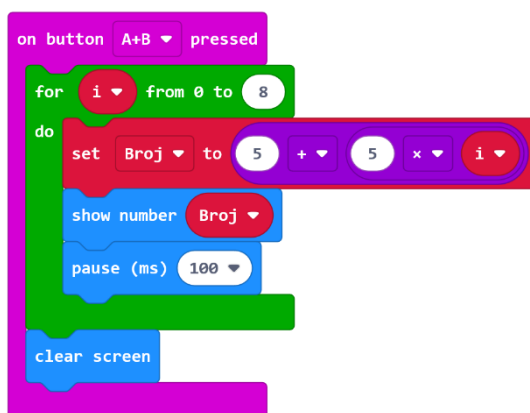 on button A+B pressed
for i from 0 to 8
do
set Broj to 5 + 5 × i
show number Broj
pause (ms) 100
clear screen